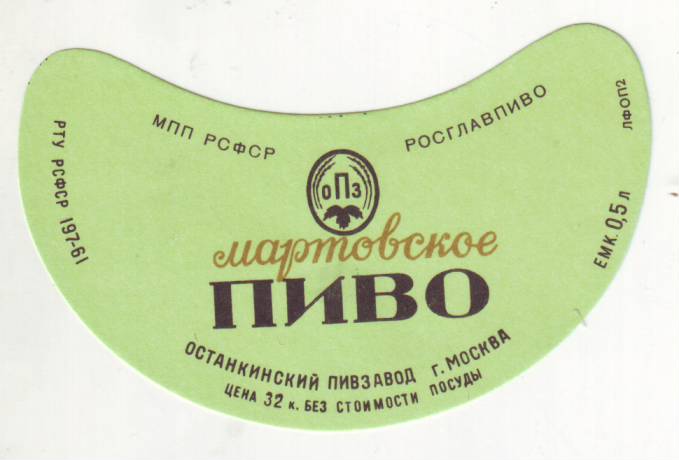 МПП РСФСР
РОСГЛАВПИВО
ЛФОП2
РТУ РСФСР 197-61
ЕМК. 0,5 л
ОПЗ
мартовское
ПИВО
ОСТАНКИНСКИЙ ПИВЗАВОД г. МОСКВА
ЦЕНА 32 к. БЕЗ СТОИМОСТИ ПОСУДЫ